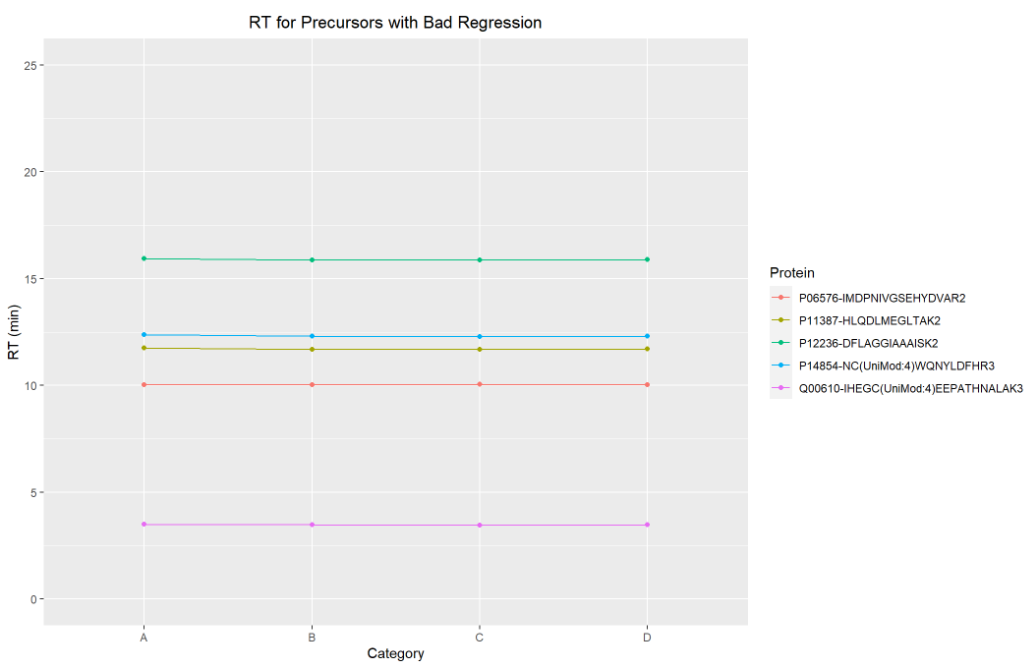 RT for Precursors with Bad Regression
25
20
15
10
5
0
RT (min)
A B C D
Category
Protein
P06576-IMDPNIVGSEHYDVAR2
P11387-HLQDLMEGLTAK2
P12236-DFLAGGIAAAISK2
P14854-NC(UniMod:4)WQNYLDFHR3
Q00610-IHEGC(UniMod:4)EEPATHNALAK3